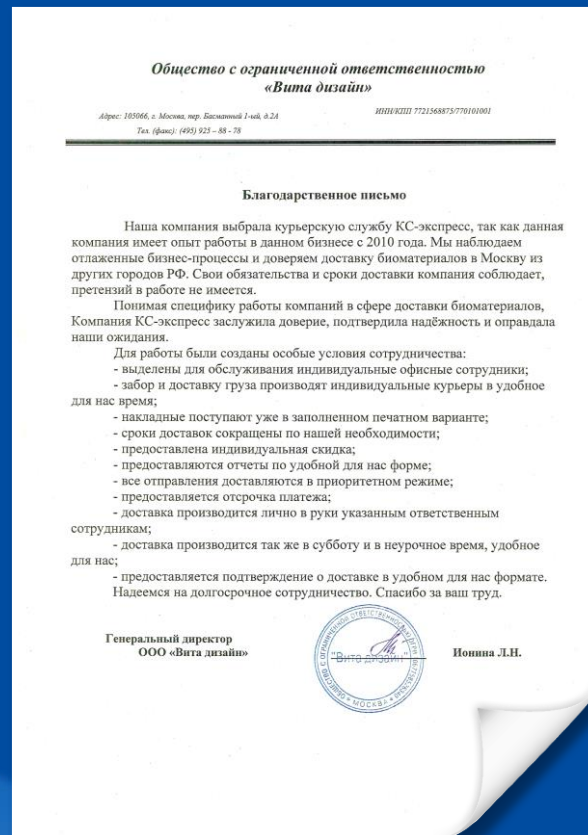 Общество с ограниченной ответственностью
«Вита дизайн»
Адрес: 105066, г. Москва, пер. Басманный 1-ый, д.2А
ИНН/КПП 7721568875/770101001
Тел. (факс): (495) 925 – 88 - 78
Благодарственное письмо
Наша компания выбрала курьерскую службу КС-экспресс, так как данная
компания имеет опыт работы в данном бизнесе с 2010 года. Мы наблюдаем
отлаженные бизнес-процессы и доверяем доставку биоматериалов в Москву из
других городов РФ. Свои обязательства и сроки доставки компания соблюдает,
претензий в работе не имеется.
Понимая специфику работы компаний в сфере доставки биоматериалов,
Компания КС-экспресс заслужила доверие, подтвердила надёжность и оправдала
наши ожидания.
Для работы были созданы особые условия сотрудничества:
- выделены для обслуживания индивидуальные офисные сотрудники;
- забор и доставку груза производят индивидуальные курьеры в удобное
для нас время;
- накладные поступают уже в заполненном печатном варианте;
- сроки доставок сокращены по нашей необходимости;
- предоставлена индивидуальная скидка;
- предоставляются отчеты по удобной для нас форме;
- все отправления доставляются в приоритетном режиме;
- предоставляется отсрочка платежа;
- доставка производится лично в руки указанным ответственным
сотрудникам;
- доставка производится так же в субботу и в неурочное время, удобное
для нас;
- предоставляется подтверждение о доставке в удобном для нас формате.
Надеемся на долгосрочное сотрудничество. Спасибо за ваш труд.
Генеральный директор
ООО «Вита дизайн»
Ионина Л.Н.
"Вита дизайн"
ОБЩЕСТВО С ОГРАНИЧЕННОЙ ОТВЕТСТВЕННОСТЬЮ
МОСКВА